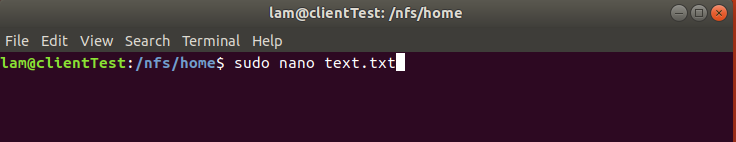 lam@clientTest: /nfs/home
File Edit View Search Terminal Help
lam@clientTest:/nfs/home$ sudo nano text.txt